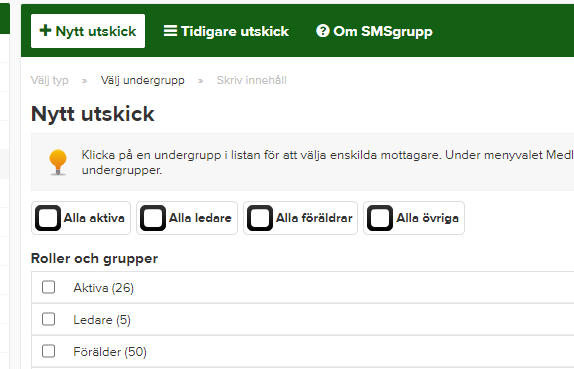 Nytt utskick Tidigare utskick Om SMSgrupp
Välj typ » Välj undergrupp » Skriv innehåll
Nytt utskick
Klicka på en undergrupp i listan för att välja enskilda mottagare. Under menyvalet Medl
undergrupper.
Alla aktiva Alla ledare Alla föräldrar Alla övriga
Roller och grupper
Aktiva (26)
Ledare (5)
Förälder (50)